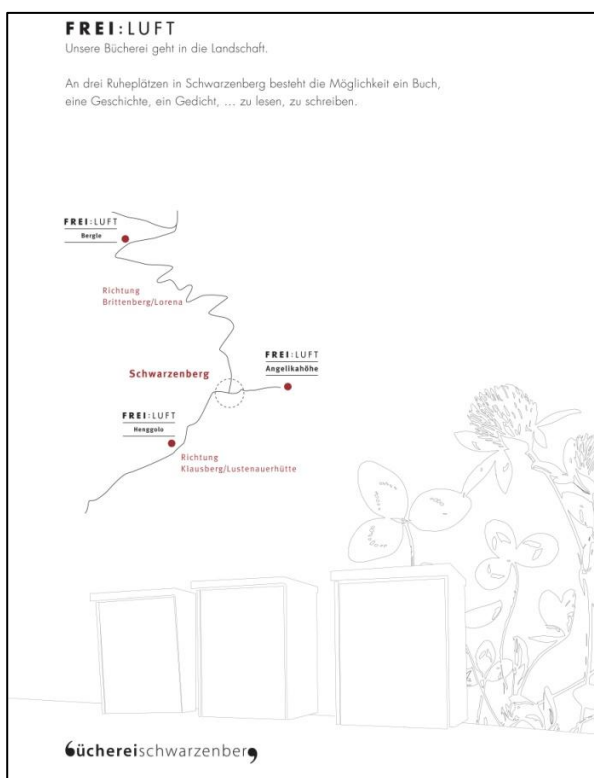 FREI:LUFT
Unsere Bücherei geht in die Landschaft.
An drei Ruheplätzen in Schwarzenberg besteht die Möglichkeit ein Buch,
eine Geschichte, ein Gedicht, ... zu lesen, zu schreiben.
FREI:LUFT
Bergle
Richtung
Brittenberg/Lorena
Schwarzenberg
FREI:LUFT
Angelikahöhe
FREI:LUFT
Henggolo
Richtung
Klausberg/Lustenauerhütte
büchereischwarzenberg